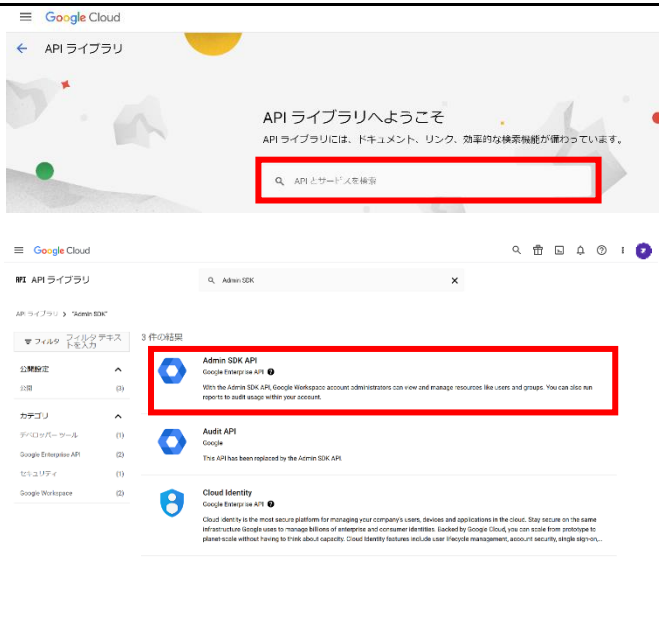 Google Cloud
API ライブラリ
API ライブラリへようこそ
API ライブラリには、ドキュメント、リンク、効率的な検索機能が備わっています。
API とサービスを検索
Google Cloud
API API ライブラリ
Admin SDK
API ライブラリ > "Admin SDK"
フィルタ フィルタ テキストを入力
3 件の結果
公開設定
公開 (3)
カテゴリ
デベロッパー ツール (1)
Google Enterprise API (2)
セキュリティ (1)
Google Workspace (2)
Admin SDK API
Google Enterprise API
With the Admin SDK API, Google Workspace account administrators can view and manage resources like users and groups. You can also run
reports to audit usage within your account.
Audit API
Google
This API has been replaced by the Admin SDK API.
Cloud Identity
Google Enterprise API
Cloud Identity is the most secure platform for managing your company's users, devices and applications in the cloud. Stay secure on the same
infrastructure Google uses to manage billions of enterprise and consumer identities. Backed by Google Cloud, you can scale from prototype to
planet-scale without having to think about capacity. Cloud Identity features include user lifecycle management, account security, single sign-on,...